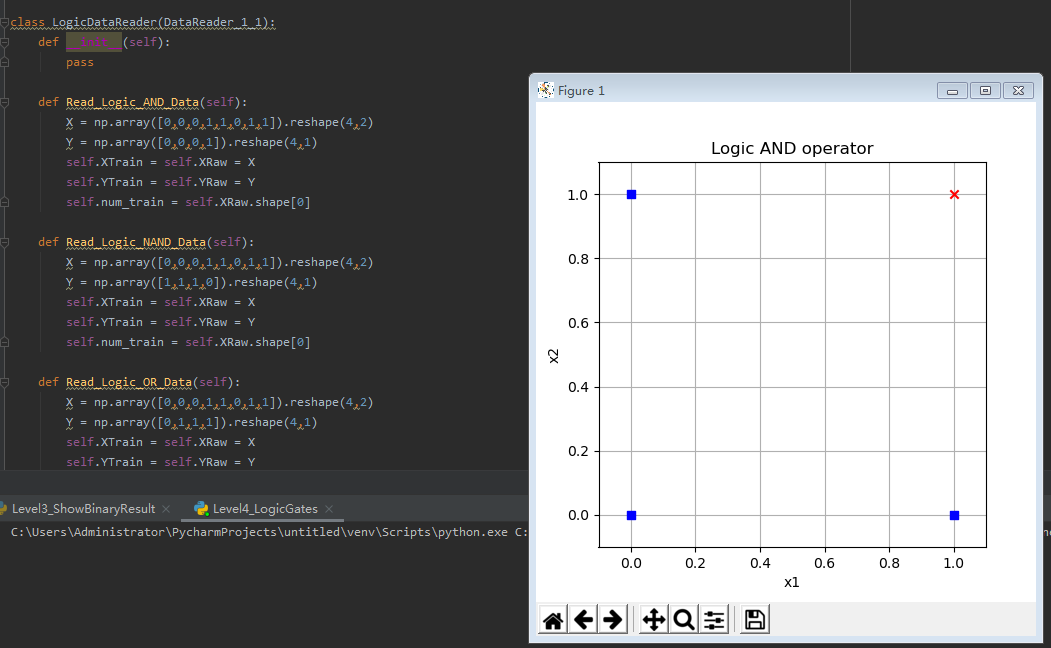 class LogicDataReader(DataReader_1_1):
def __init__(self):
pass
def Read_Logic_AND_Data(self):
X = np.array([0,0,0,1,1,0,1,1]).reshape(4,2)
Y = np.array([0,0,0,1]).reshape(4,1)
self.XTrain = self.XRaw = X
self.YTrain = self.YRaw = Y
self.num_train = self.XRaw.shape[0]
def Read_Logic_NAND_Data(self):
X = np.array([0,0,0,1,1,0,1,1]).reshape(4,2)
Y = np.array([1,1,1,0]).reshape(4,1)
self.XTrain = self.XRaw = X
self.YTrain = self.YRaw = Y
self.num_train = self.XRaw.shape[0]
def Read_Logic_OR_Data(self):
X = np.array([0,0,0,1,1,0,1,1]).reshape(4,2)
Y = np.array([0,1,1,1]).reshape(4,1)
self.XTrain = self.XRaw = X
self.YTrain = self.YRaw = Y
Level3_ShowBinaryResult Level4_LogicGates
C:\Users\Administrator\PycharmProjects\untitled\venv\Scripts\python.exe C:
Figure 1
Logic AND operator
1.0
0.8
0.6
x2
0.4
0.2
0.0
0.0 0.2 0.4 0.6 0.8 1.0
x1